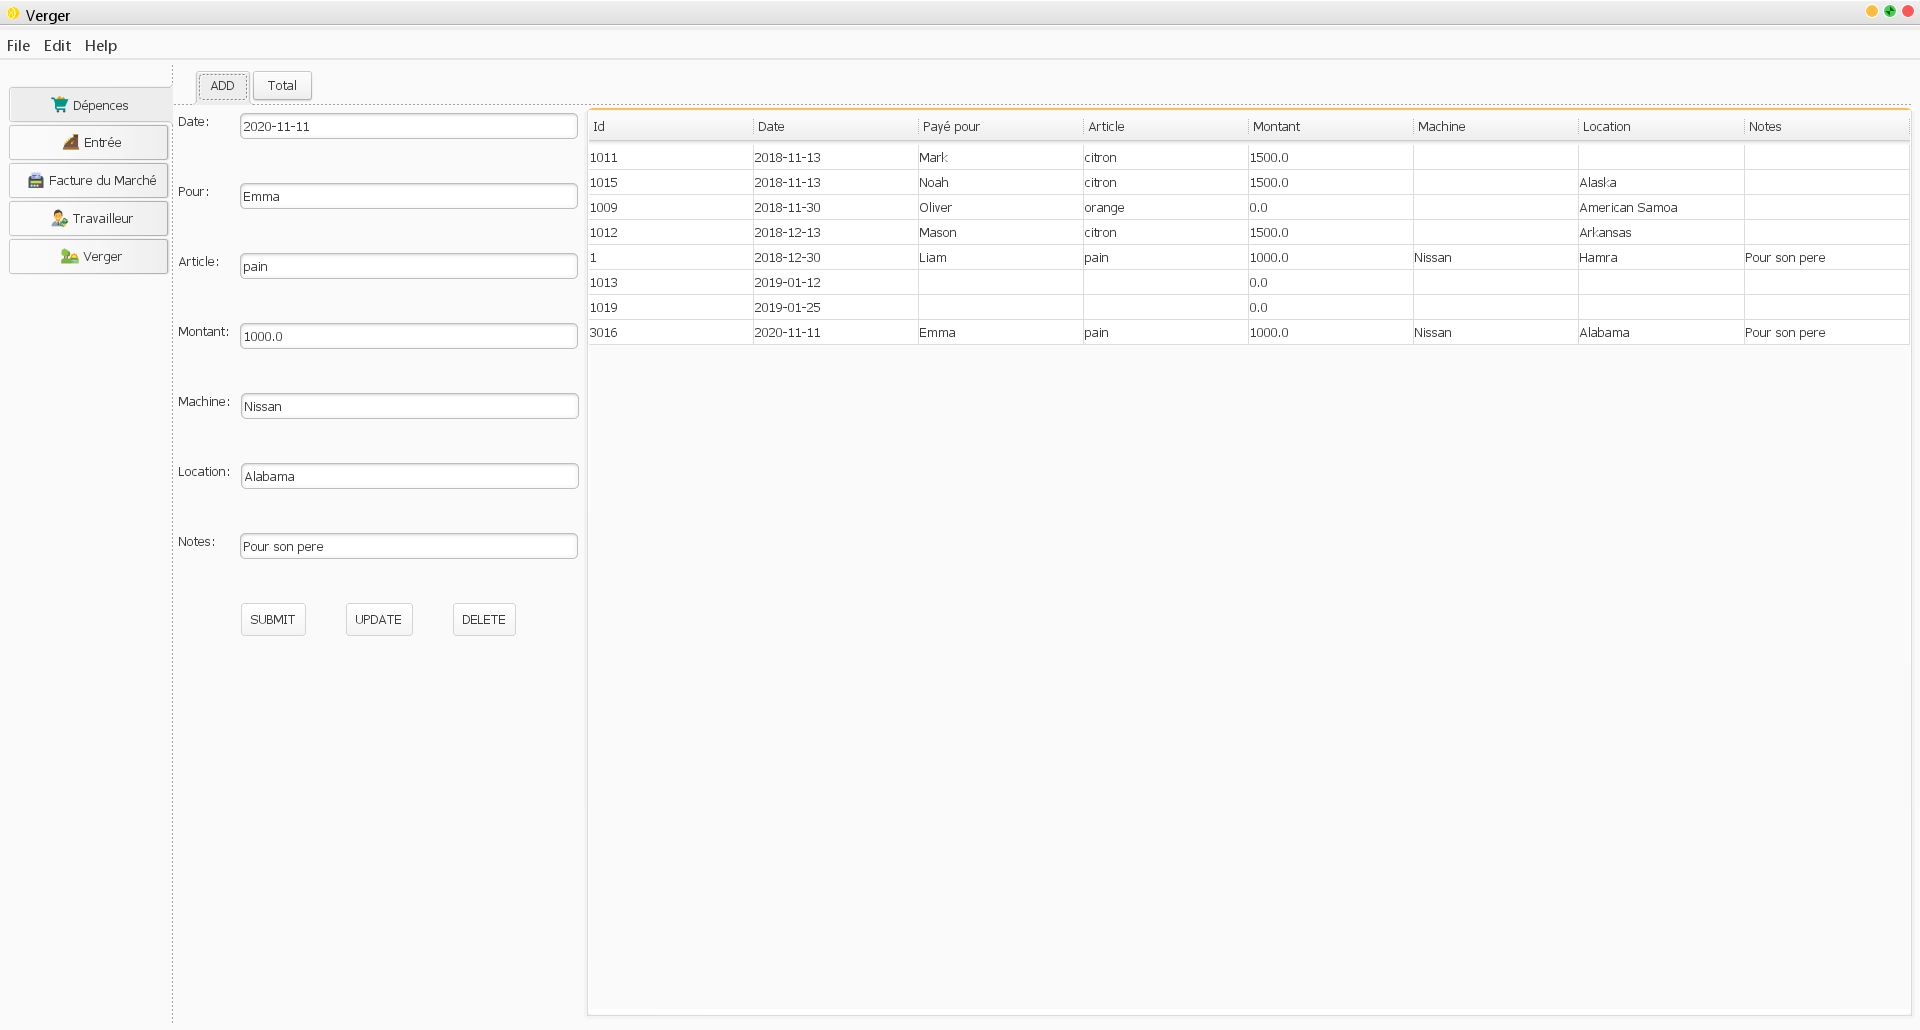 Verger
File Edit Help
Dépences
Entrée
Facture du Marché
Travailleur
Verger
ADD Total
Date: 2020-11-11
Pour: Emma
Article: pain
Montant: 1000.0
Machine: Nissan
Location: Alabama
Notes: Pour son pere
SUBMIT UPDATE DELETE
Id Date Payé pour Article Montant Machine Location Notes
1011 2018-11-13 Mark citron 1500.0
1015 2018-11-13 Noah citron 1500.0 Alaska
1009 2018-11-30 Oliver orange 0.0 American Samoa
1012 2018-12-13 Mason citron 1500.0 Arkansas
1 2018-12-30 Liam pain 1000.0 Nissan Hamra Pour son pere
1013 2019-01-12 0.0
1019 2019-01-25 0.0
3016 2020-11-11 Emma pain 1000.0 Nissan Alabama Pour son pere